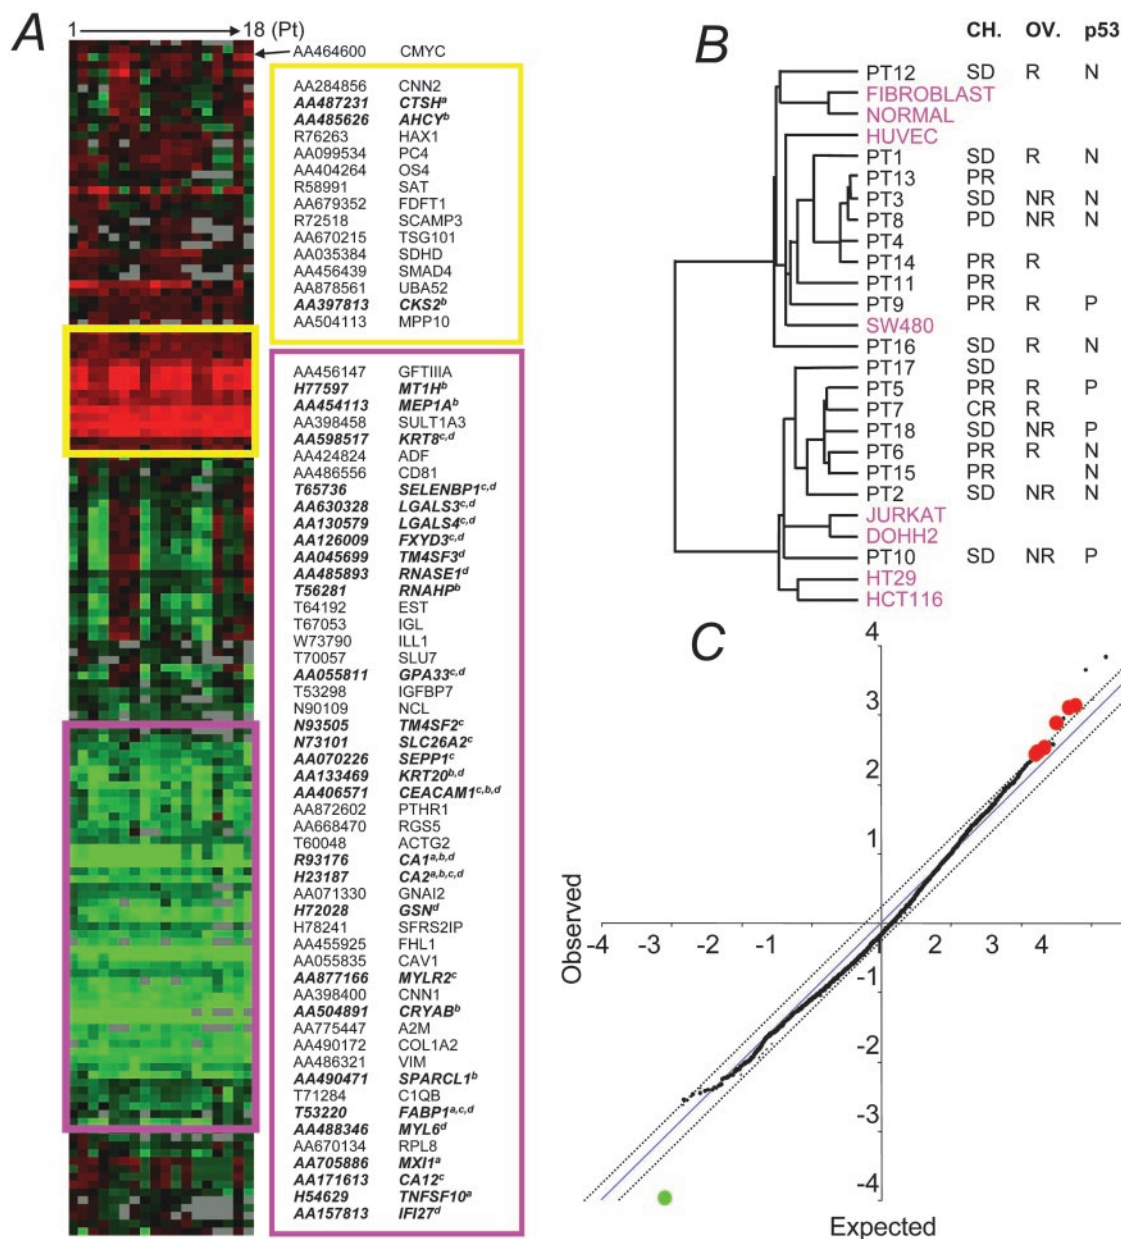 A
1 18 (Pt)
AA464600 CMYC
AA284856 CNN2
AA487231 CTSHa
AA485626 AHCYb
R76263 HAX1
AA099534 PC4
AA404264 OS4
R58991 SAT
AA679352 FDFT1
R72518 SCAMP3
AA670215 TSG101
AA035384 SDHD
AA456439 SMAD4
AA878561 UBA52
AA397813 CKS2b
AA504113 MPP10
AA456147 GFTIIIA
H77597 MT1Hb
AA454113 MEP1Ab
AA398458 SULT1A3
AA598517 KRT8c,d
AA424824 ADF
AA486556 CD81
T65736 SELENBP1c,d
AA630328 LGALS3c,d
AA130579 LGALS4c,d
AA126009 FXYD3c,d
AA045699 TM4SF3d
AA485893 RNASE1d
T56281 RNAHPb
T64192 EST
T67053 IGL
W73790 ILL1
T70057 SLU7
AA055811 GPA33c,d
T53298 IGFBP7
N90109 NCL
N93505 TM4SF2c
N73101 SLC26A2c
AA070226 SEPP1c
AA133469 KRT20b,d
AA406571 CEACAM1c,b,d
AA872602 PTHR1
AA668470 RGS5
T60048 ACTG2
R93176 CA1a,b,d
H23187 CA2a,b,c,d
AA071330 GNAI2
H72028 GSNd
H78241 SFRS2IP
AA455925 FHL1
AA055835 CAV1
AA877166 MYLR2c
AA398400 CNN1
AA504891 CRYABb
AA775447 A2M
AA490172 COL1A2
AA486321 VIM
AA490471 SPARCL1b
T71284 C1QB
T53220 FABP1a,c,d
AA488346 MYL6d
AA670134 RPL8
AA705886 MXI1a
AA171613 CA12c
H54629 TNFSF10a
AA157813 IFI27d
B
CH. OV. p53
PT12 SD R N
FIBROBLAST
NORMAL
HUVEC
PT1 SD R N
PT13 PR
PT3 SD NR N
PT8 PD NR N
PT4
PT14 PR R
PT11 PR
PT9 PR R P
SW480
PT16 SD R N
PT17 SD
PT5 PR R P
PT7 CR R
PT18 SD NR P
PT6 PR R N
PT15 PR N
PT2 SD NR N
JURKAT
DOHH2
PT10 SD NR P
HT29
HCT116
C
4
3
2
1
-4 -3 -2 -1 2 3 4
-1
-2
-3
-4
Observed
Expected